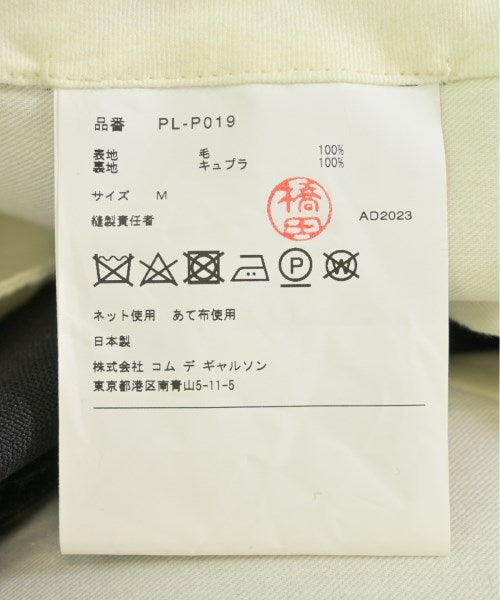 品番 PL-P019
表地 毛 100%
裏地 キュプラ 100%
サイズ M
縫製責任者 橋田 AD2023
P W
ネット使用 あて布使用
日本製
株式会社 コム デ ギャルソン
東京都港区南青山5-11-5